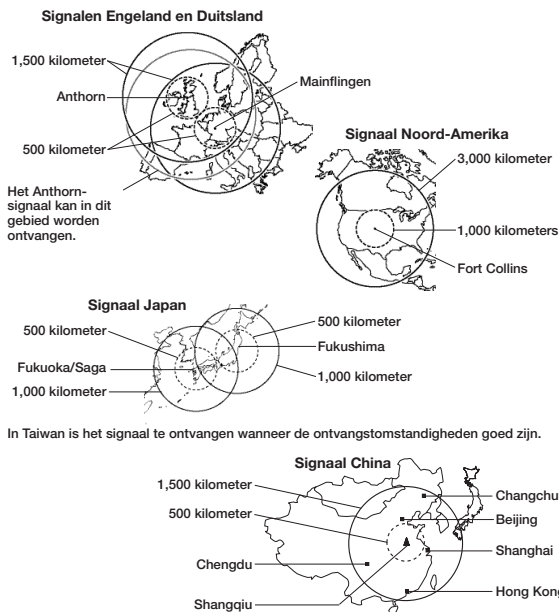 Signalen Engeland en Duitsland
1,500 kilometer
Anthorn
Mainflingen
500 kilometer
Het Anthorn-
signaal kan in dit
gebied worden
ontvangen.
Signaal Noord-Amerika
3,000 kilometer
1,000 kilometers
Fort Collins
Signaal Japan
500 kilometer
500 kilometer
Fukushima
Fukuoka/Saga
1,000 kilometer
1,000 kilometer
In Taiwan is het signaal te ontvangen wanneer de ontvangstomstandigheden goed zijn.
Signaal China
1,500 kilometer
Changchu
500 kilometer
Beijing
Shanghai
Chengdu
Hong Kong
Shangqiu